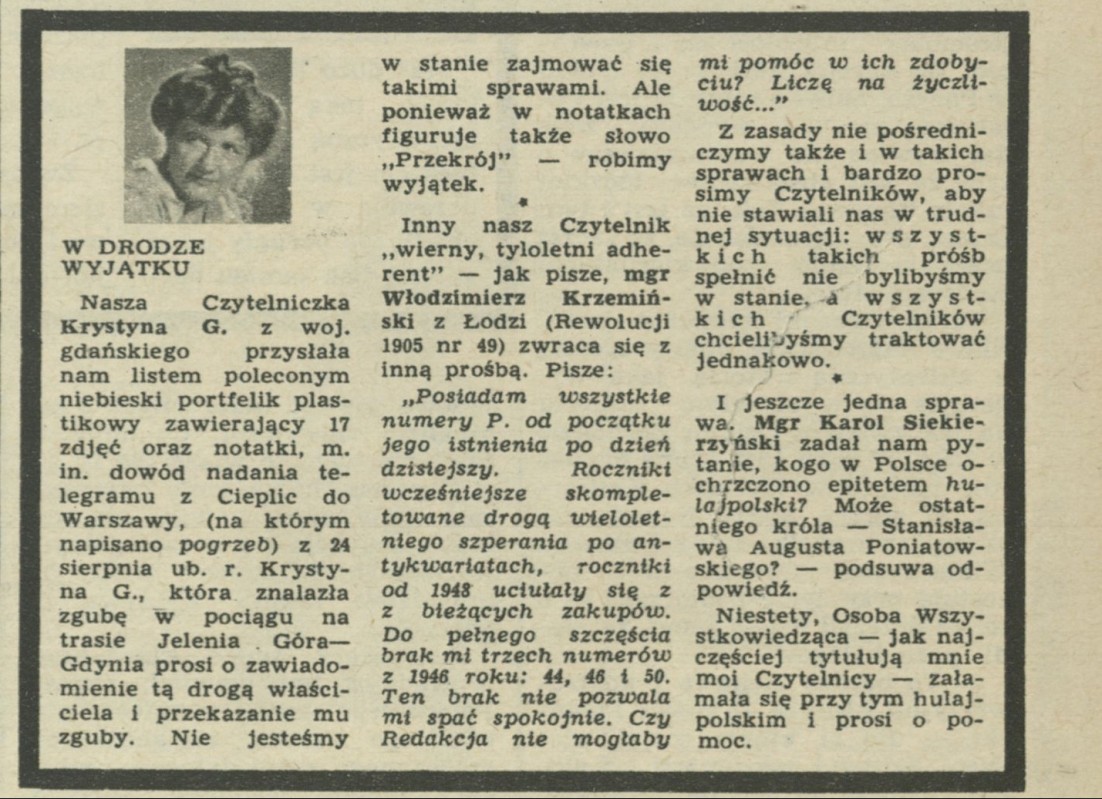 W DRODZE
WYJĄTKU
Nasza Czytelniczka
Krystyna G. z woj.
gdańskiego przysłała
nam listem poleconym
niebieski portfelik plas-
tikowy zawierający 17
zdjęć oraz notatki, m.
in. dowód nadania te-
legramu z Cieplic do
Warszawy, (na którym
napisano pogrzeb) z 24
sierpnia ub. r. Krysty-
na G., która znalazła
zgubę w pociągu na
trasie Jelenia Góra—
Gdynia prosi o zawiado-
mienie tą drogą właści-
ciela i przekazanie mu
zguby. Nie jesteśmy
w stanie zajmować się
takimi sprawami. Ale
ponieważ w notatkach
figuruje także słowo
„Przekrój” — robimy
wyjątek.
*
Inny nasz Czytelnik
„wierny, tyloletni adhe-
rent” — jak pisze, mgr
Włodzimierz Krzemiń-
ski z Łodzi (Rewolucji
1905 nr 49) zwraca się z
inną prośbą. Pisze:
„Posiadam wszystkie
numery P. od początku
jego istnienia po dzień
dzisiejszy. Roczniki
wcześniejsze skomple-
towane drogą wielolet-
niego szperania po an-
tykwariatach, roczniki
od 1948 uciułały się z
z bieżących zakupów.
Do pełnego szczęścia
brak mi trzech numerów
z 1946 roku: 44, 46 i 50.
Ten brak nie pozwala
mi spać spokojnie. Czy
Redakcja nie mogłaby
mi pomóc w ich zdoby-
ciu? Liczę na życzli-
wość...”
Z zasady nie pośredni-
czymy także i w takich
sprawach i bardzo pro-
simy Czytelników, aby
nie stawiali nas w trud-
nej sytuacji: wszyst-
kich takich próśb
spełnić nie bylibyśmy
w stanie, a wszyst-
kich Czytelników
chcielibyśmy traktować
jednakowo.
*
I jeszcze jedna spra-
wa. Mgr Karol Siekie-
rzyński zadał nam py-
tanie, kogo w Polsce o-
chrzczono epitetem hu-
lajpolski? Może ostat-
niego króla — Stanisła-
wa Augusta Poniatow-
skiego? — podsuwa od-
powiedź.
Niestety, Osoba Wszy-
stkowiedząca — jak naj-
częściej tytułują mnie
moi Czytelnicy — zała-
mała się przy tym hulaj-
polskim i prosi o po-
moc.